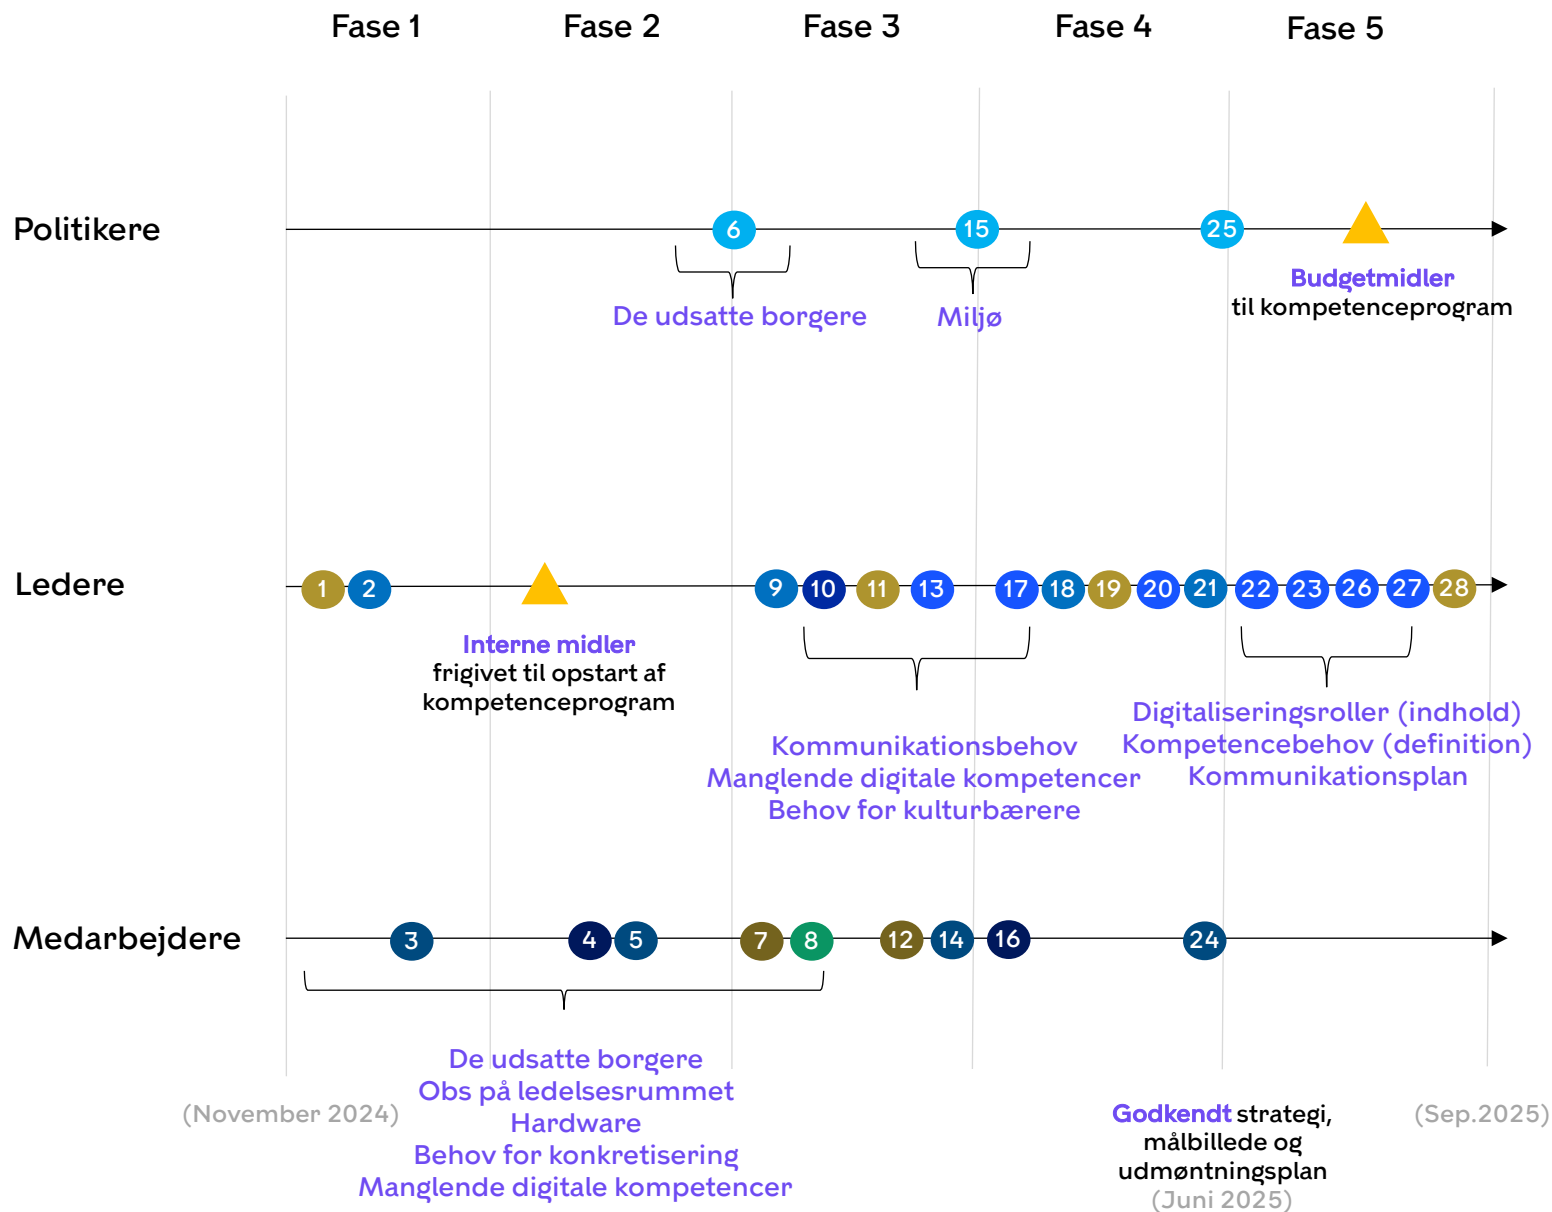 Fase 1 Fase 2 Fase 3 Fase 4 Fase 5
Politikere
6 15 25
De udsatte borgere
Miljø
Budgetmidler
til kompetenceprogram
Ledere
1 2 9 10 11 13 17 18 19 20 21 22 23 26 27 28
Interne midler
frigivet til opstart af
kompetenceprogram
Kommunikationsbehov
Manglende digitale kompetencer
Behov for kulturbærere
Digitaliseringsroller (indhold)
Kompetencebehov (definition)
Kommunikationsplan
Medarbejdere
3 4 5 7 8 12 14 16 24
De udsatte borgere
Obs på ledelsesrummet
Hardware
Behov for konkretisering
Manglende digitale kompetencer
(November 2024)
Godkendt strategi,
målbillede og
udmøntningsplan
(Juni 2025)
(Sep.2025)